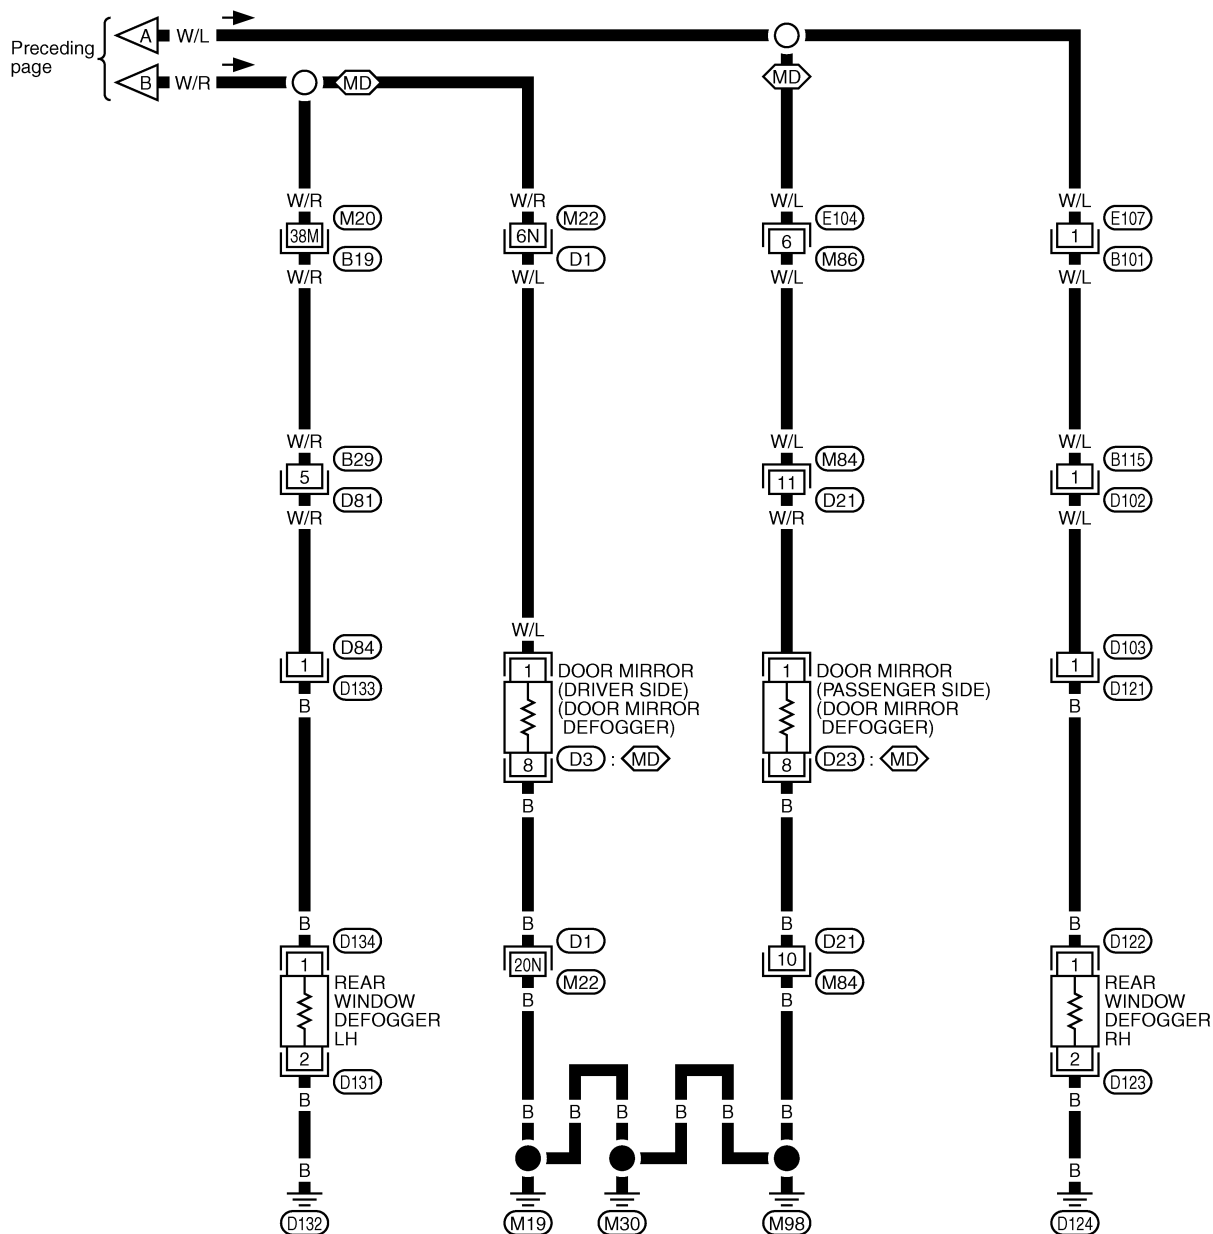 Preceding
page
A W/L
B W/R MD
MD
W/R W/R W/L W/L
M20 M22 E104 E107
38M 6N 6 1
B19 D1 M86 B101
W/R W/L W/L W/L
W/R W/L W/L
B29 M84 B115
5 11 1
D81 D21 D102
W/R W/R W/L
W/L
D84 D103
1 1
D133 D121
B B
1 DOOR MIRROR
(DRIVER SIDE)
(DOOR MIRROR
DEFOGGER)
8 D3 : MD
B
1 DOOR MIRROR
(PASSENGER SIDE)
(DOOR MIRROR
DEFOGGER)
8 D23 : MD
B
B B B B
D134 D1 D21 D122
1 20N 10 1
M22 M84
B B
REAR
WINDOW
DEFOGGER
LH
2
D131
B
REAR
WINDOW
DEFOGGER
RH
2
D123
B
B B B B B B
B B
D132 M19 M30 M98 D124